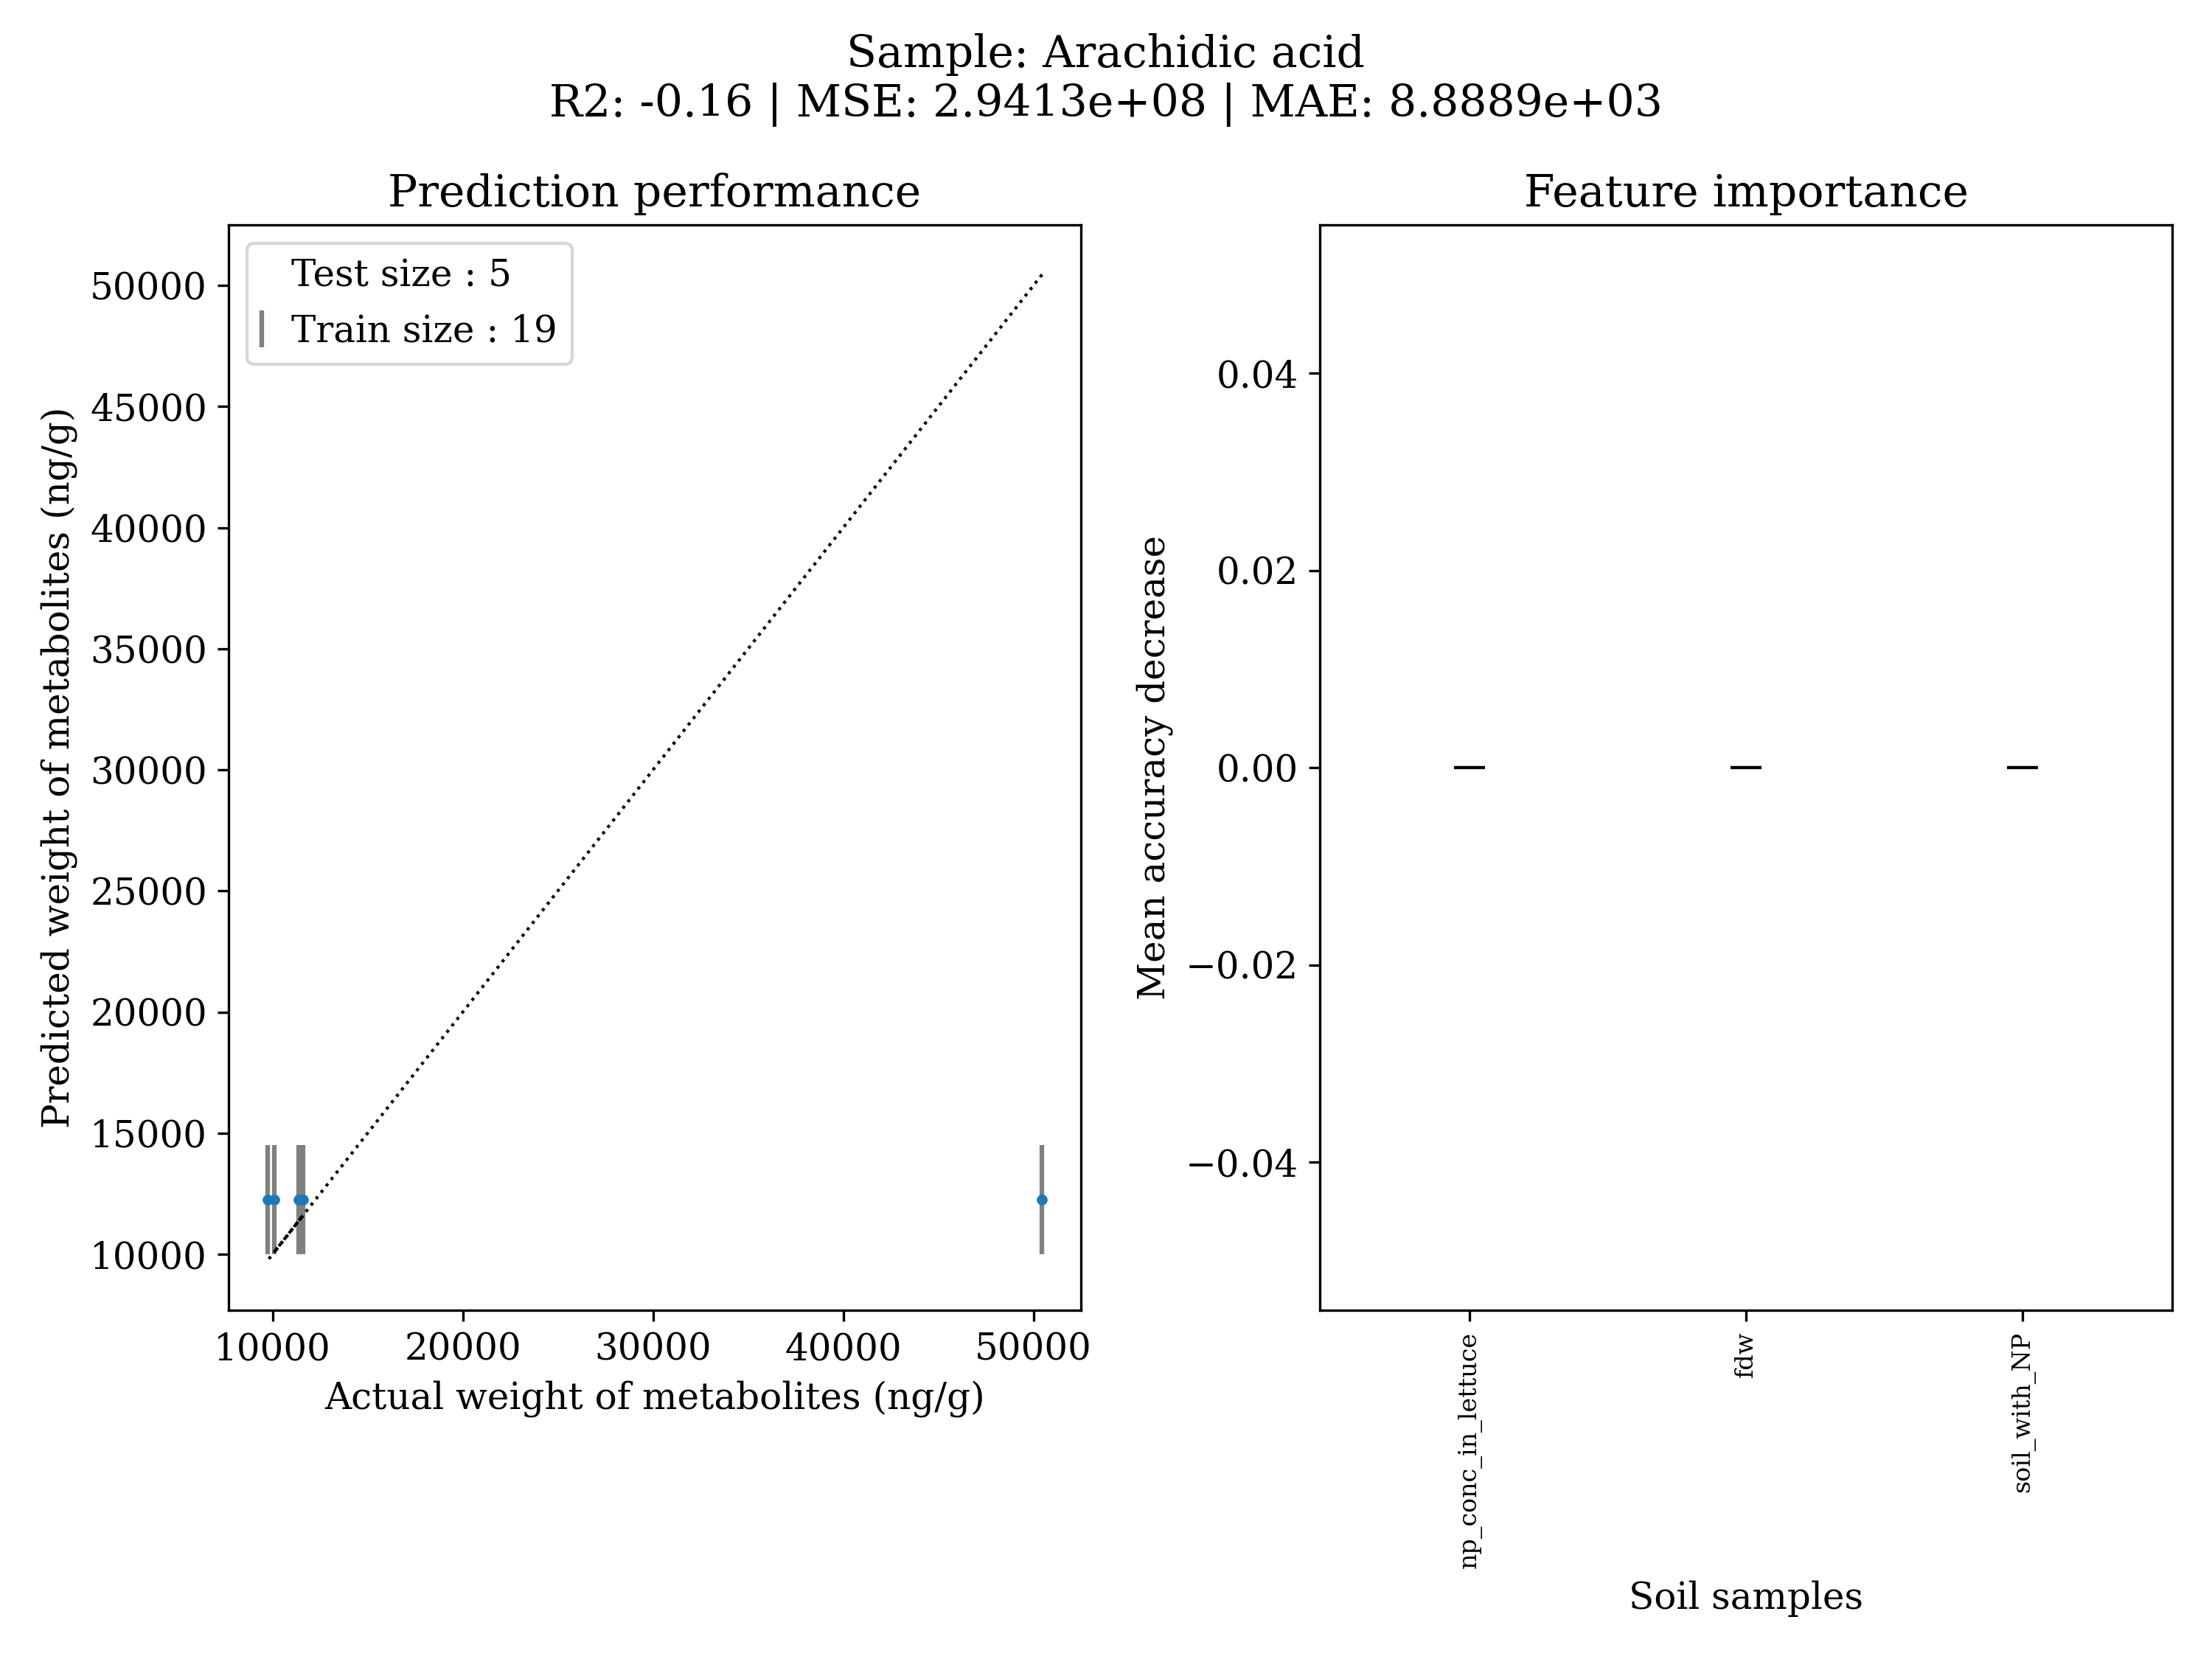 Sample: Arachidic acid
R2: -0.16 | MSE: 2.9413e+08 | MAE: 8.8889e+03
Prediction performance
Test size : 5
Train size : 19
50000
45000
40000
35000
30000
25000
20000
15000
10000
Predicted weight of metabolites (ng/g)
10000 20000 30000 40000 50000
Actual weight of metabolites (ng/g)
Feature importance
0.04
0.02
0.00
−0.02
−0.04
Mean accuracy decrease
np_conc_in_lettuce
fdw
soil_with_NP
Soil samples